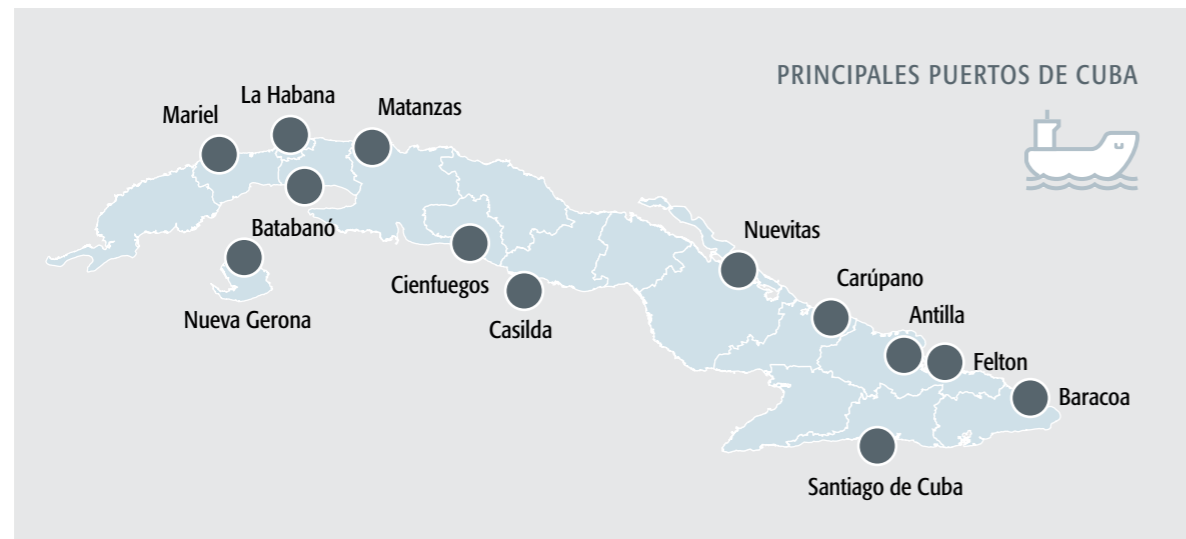 PRINCIPALES PUERTOS DE CUBA
La Habana
Mariel
Matanzas
Batabanó
Nuevitas
Cienfuegos
Carúpano
Nueva Gerona
Casilda
Antilla
Felton
Baracoa
Santiago de Cuba